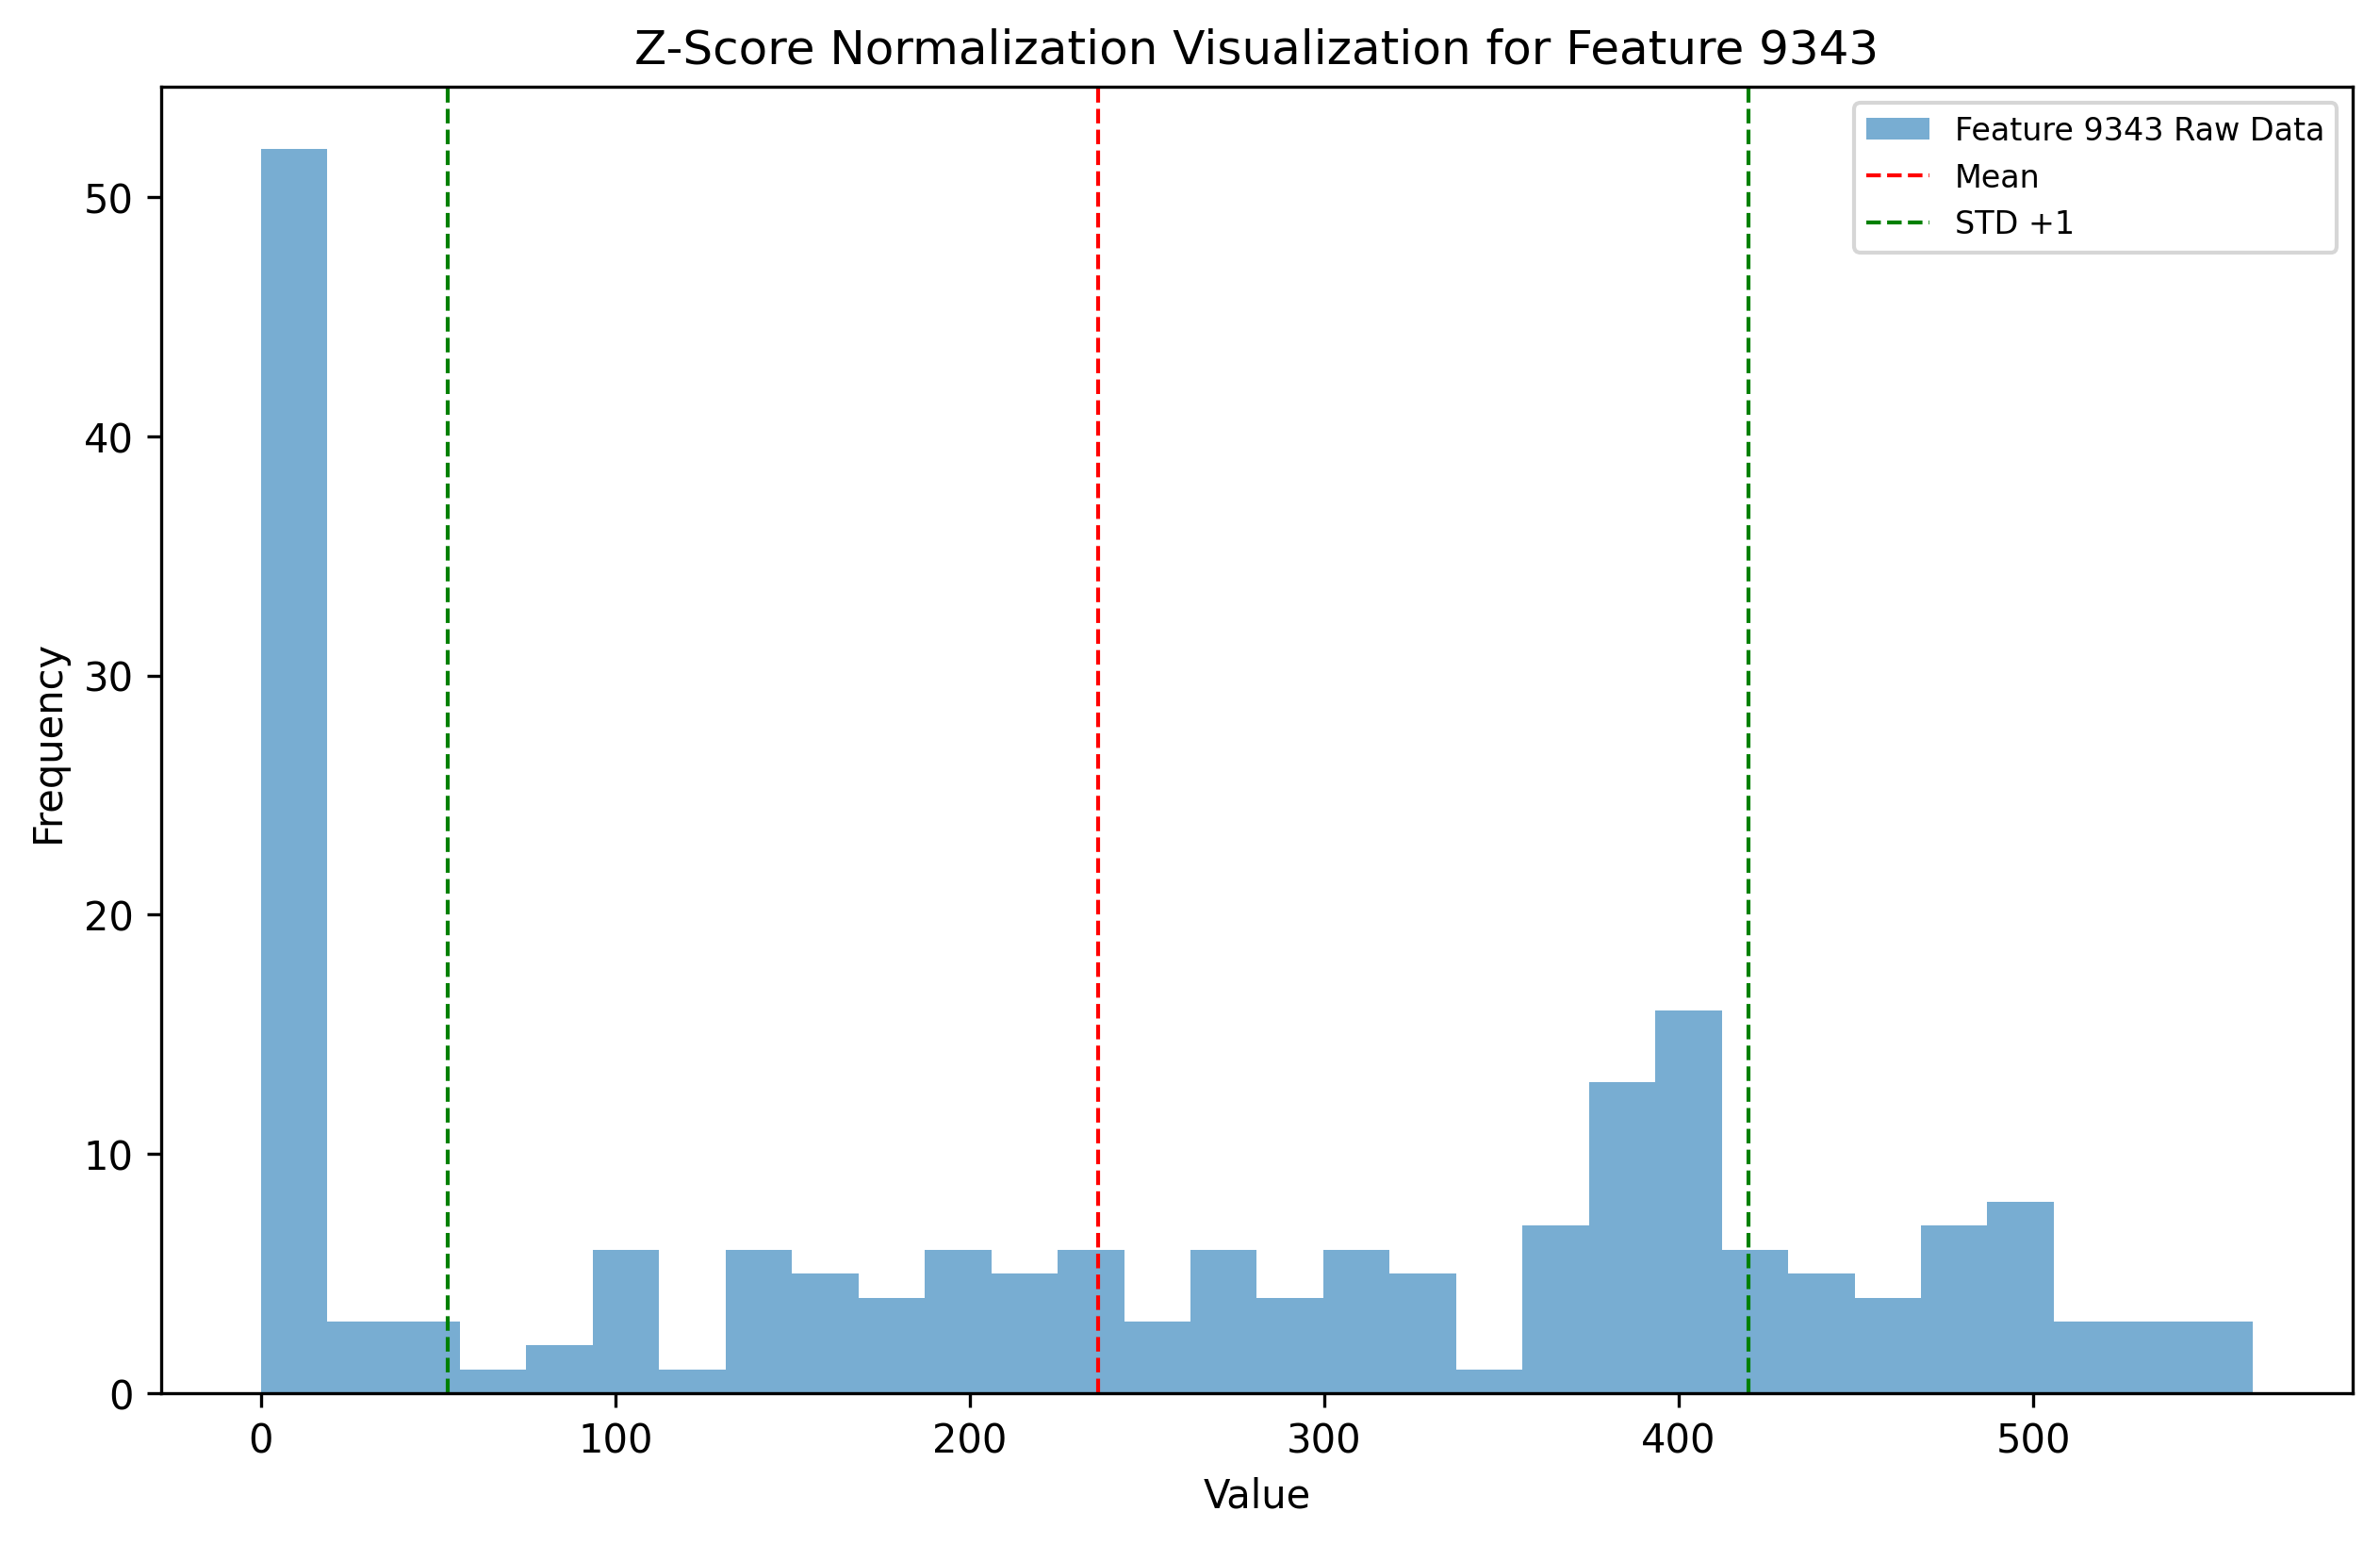 Z-Score Normalization Visualization for Feature 9343
Feature 9343 Raw Data
Mean
STD +1
Frequency
50
40
30
20
10
0
0 100 200 300 400 500
Value